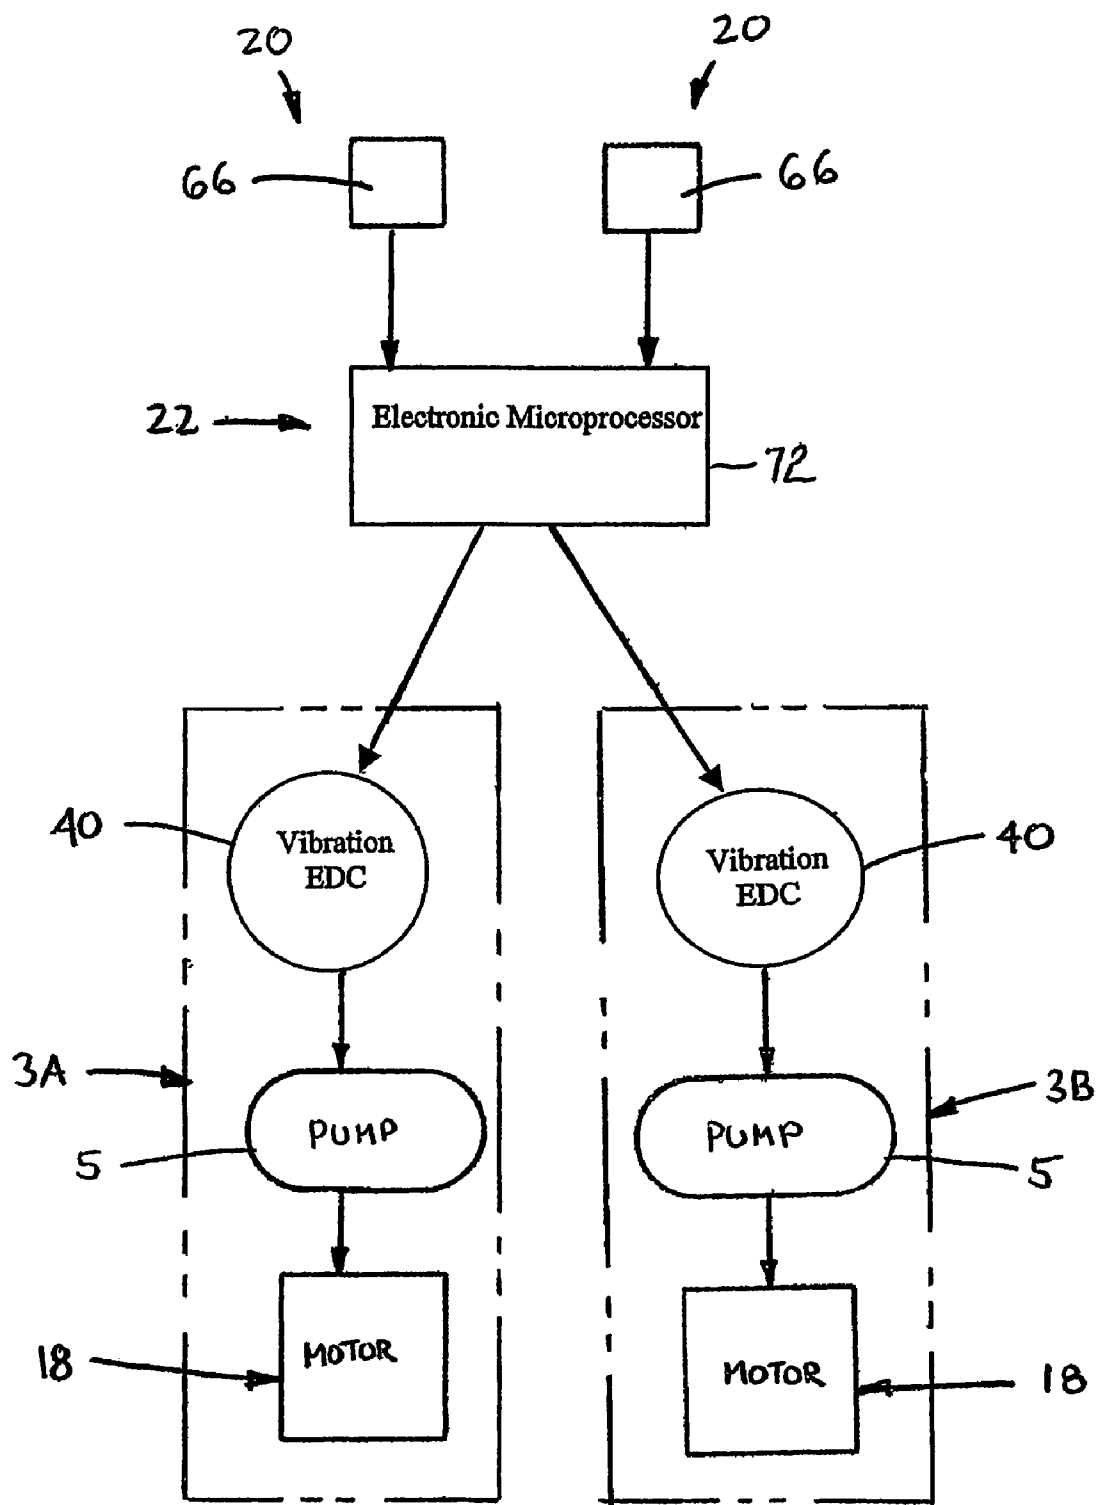 20
20
66
66
22
Electronic Microprocessor
72
40
Vibration
EDC
Vibration
EDC
40
3A
PUMP
PUMP
3B
5
5
18
MOTOR
MOTOR
18